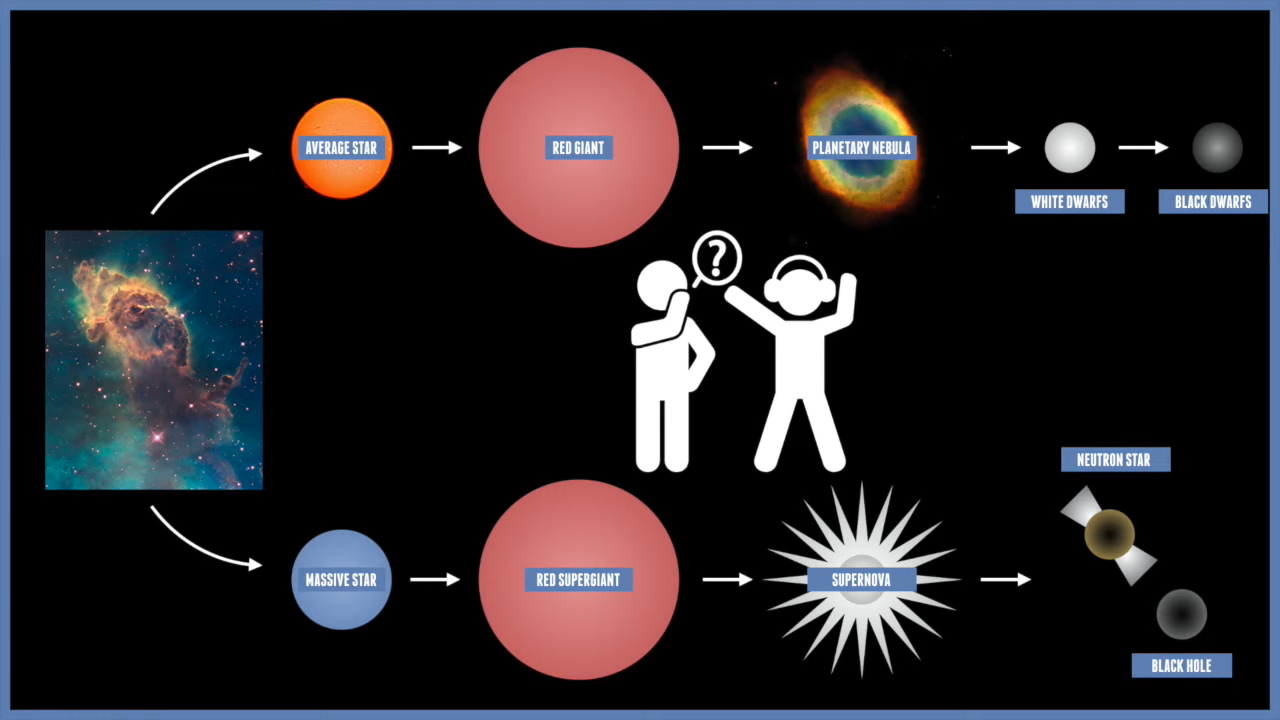 AVERAGE STAR
RED GIANT
PLANETARY NEBULA
WHITE DWARFS
BLACK DWARFS
?
NEUTRON STAR
MASSIVE STAR
RED SUPERGIANT
SUPERNOVA
BLACK HOLE